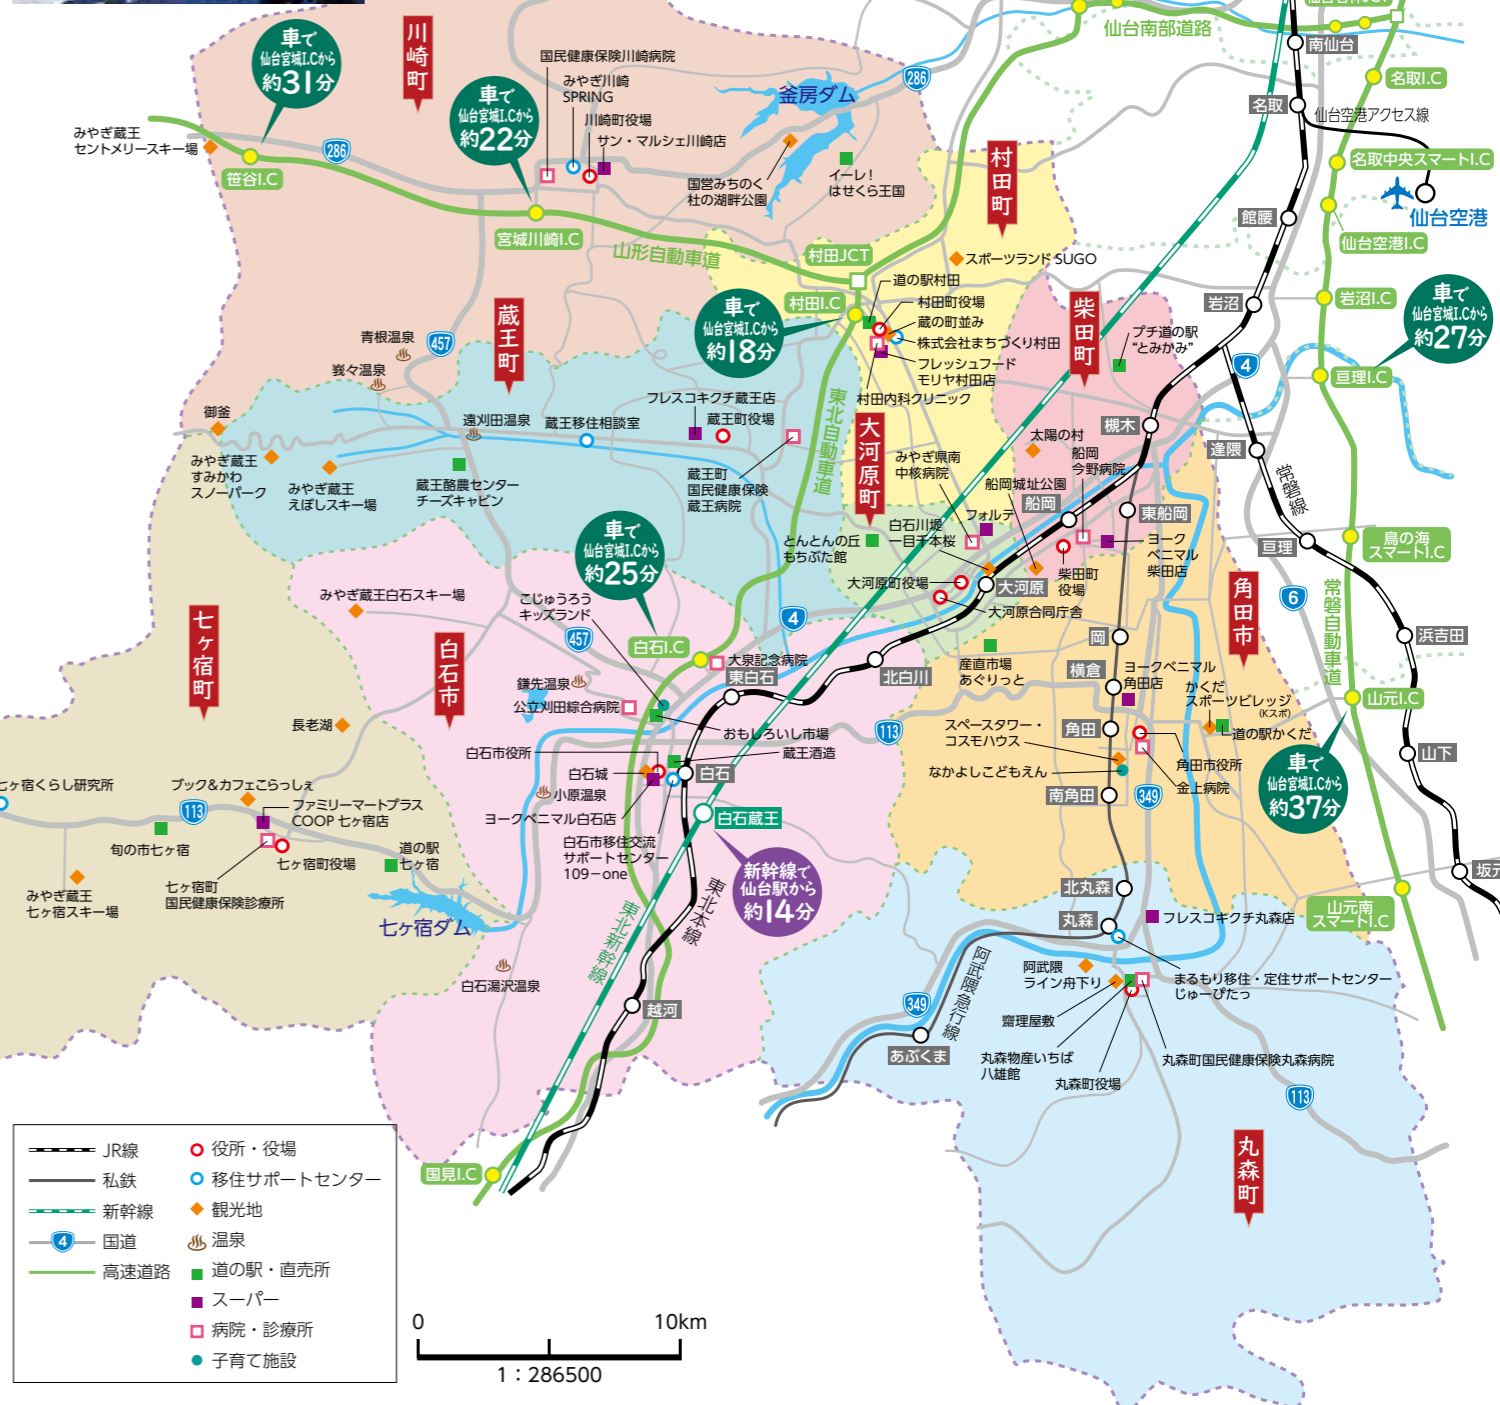 川崎町
車で
仙台宮城I.Cから
約31分
国民健康保険川崎病院
みやぎ川崎
SPRING
川崎町役場
サン・マルシェ川崎店
車で
仙台宮城I.Cから
約22分
釜房ダム
286
仙台南部道路
南仙台
名取I.C
名取
仙台空港アクセス線
名取中央スマートI.C
仙台空港
仙台空港I.C
館腰
みやぎ蔵王
セントメリースキー場
286
笹谷I.C
宮城川崎I.C
山形自動車道
国営みちのく
杜の湖畔公園
イーレ!
はせくら王国
村田町
村田JCT
スポーツランド SUGO
道の駅村田
村田I.C
村田町役場
蔵の町並み
株式会社まちづくり村田
フレッシュフード
モリヤ村田店
村田内科クリニック
車で
仙台宮城I.Cから
約18分
柴田町
プチ道の駅
“とみかみ”
岩沼
岩沼I.C
車で
仙台宮城I.Cから
約27分
4
亘理I.C
蔵王町
青根温泉
457
峩々温泉
御釜
遠刈田温泉
蔵王移住相談室
フレスコキクチ蔵王店
蔵王町役場
東北自動車道
みやぎ蔵王
すみかわ
スノーパーク
みやぎ蔵王
えぼしスキー場
蔵王酪農センター
チーズキャビン
蔵王町
国民健康保険
蔵王病院
大河原町
みやぎ県南
中核病院
太陽の村
船岡
今野病院
船岡城址公園
槻木
逢隈
常磐線
船岡
東船岡
フォルテ
白石川堤
一目千本桜
とんとんの丘
もちぶた館
ヨーク
ベニマル
柴田店
亘理
鳥の海
スマートI.C
車で
仙台宮城I.Cから
約25分
大河原町役場
大河原
柴田町
役場
大河原合同庁舎
角田市
6
常磐自動車道
浜吉田
みやぎ蔵王白石スキー場
こじゅうろう
キッズランド
457
4
白石I.C
大泉記念病院
東白石
北白川
産直市場
あぐりっと
岡
横倉
ヨークベニマル
角田店
かくだ
スポーツビレッジ
(Kスポ)
道の駅かくだ
山元I.C
山下
七ヶ宿町
白石市
鎌先温泉
公立刈田綜合病院
おもしろいし市場
113
スペースタワー・
コスモハウス
角田
角田市役所
なかよしこどもえん
金上病院
南角田
349
車で
仙台宮城I.Cから
約37分
長老湖
白石市役所
蔵王酒造
白石城
白石
小原温泉
ヨークベニマル白石店
白石蔵王
白石市移住交流
サポートセンター
109-one
新幹線で
仙台駅から
約14分
七ヶ宿くらし研究所
ブック&カフェこらっしぇ
113
ファミリーマートプラス
COOP 七ヶ宿店
旬の市七ヶ宿
七ヶ宿町役場
道の駅
七ヶ宿
みやぎ蔵王
七ヶ宿スキー場
七ヶ宿町
国民健康保険診療所
七ヶ宿ダム
白石湯沢温泉
東北新幹線
東北本線
越河
北丸森
丸森
フレスコキクチ丸森店
山元南
スマートI.C
阿武隈急行線
阿武隈
ライン舟下り
まるもり移住・定住サポートセンター
じゅーぴたっ
349
あぶくま
齋理屋敷
丸森物産いちば
八雄館
丸森町役場
丸森町国民健康保険丸森病院
113
丸森町
国見I.C
JR線
私鉄
新幹線
4 国道
高速道路
役所・役場
移住サポートセンター
観光地
温泉
道の駅・直売所
スーパー
病院・診療所
子育て施設
0 10km
1:286500